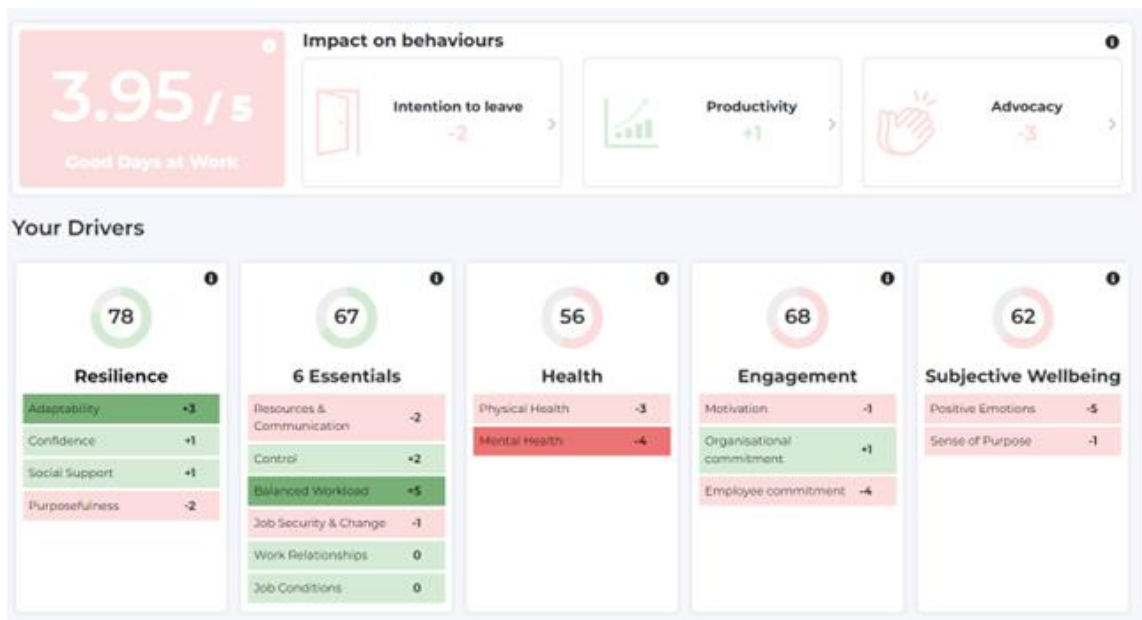 3.95 / 5
Good Days at Work
Impact on behaviours
Intention to leave
-2
Productivity
+1
Advocacy
-3
Your Drivers
78
Resilience
Adaptability +3
Confidence +1
Social Support +1
Purposefulness -2
67
6 Essentials
Resources &
Communication -2
Control +2
Balanced Workload +5
Job Security & Change -1
Work Relationships 0
Job Conditions 0
56
Health
Physical Health -3
Mental Health -4
68
Engagement
Motivation -1
Organisational
commitment +1
Employee commitment -4
62
Subjective Wellbeing
Positive Emotions -5
Sense of Purpose -1